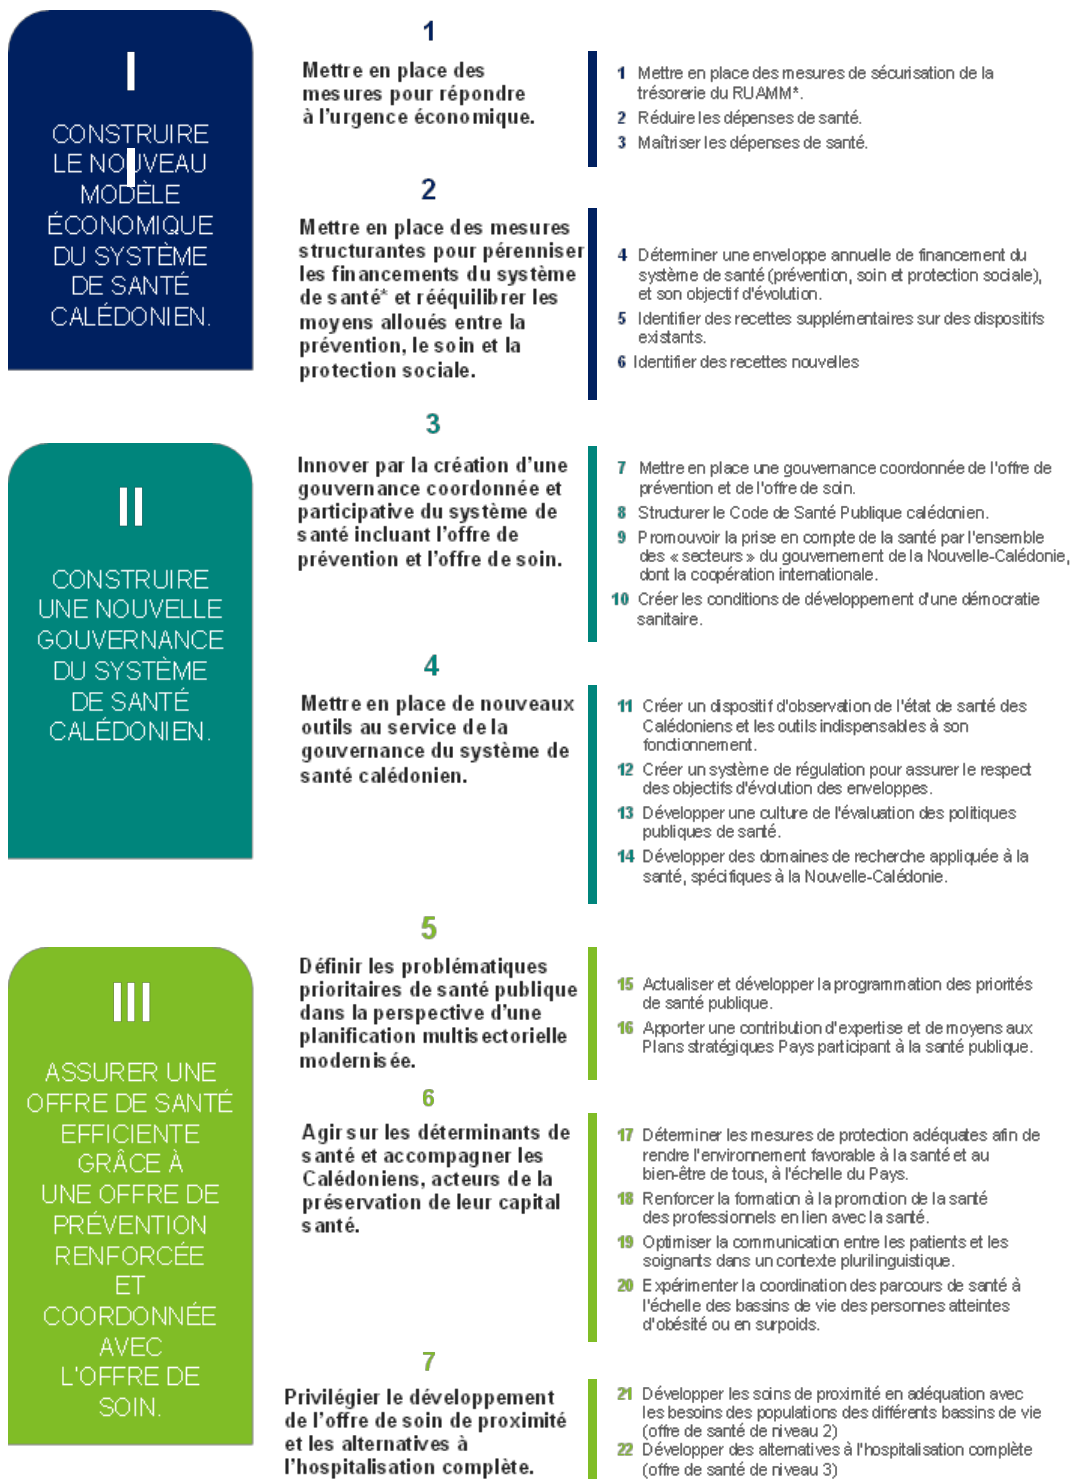 I
I
CONSTRUIRE
LE NOUVEAU
MODÈLE
ÉCONOMIQUE
DU SYSTÈME
DE SANTÉ
CALÉDONIEN.
1
Mettre en place des
mesures pour répondre
à l'urgence économique.
1 Mettre en place des mesures de sécurisation de la
trésorerie du RUAMM*.
2 Réduire les dépenses de santé.
3 Maîtriser les dépenses de santé.
2
Mettre en place des mesures
structurantes pour pérenniser
les financements du système
de santé* et rééquilibrer les
moyens alloués entre la
prévention, le soin et la
protection sociale.
4 Déterminer une enveloppe annuelle de financement du
système de santé (prévention, soin et protection sociale),
et son objectif d'évolution.
5 Identifier des recettes supplémentaires sur des dispositifs
existants.
6 Identifier des recettes nouvelles
II
CONSTRUIRE
UNE NOUVELLE
GOUVERNANCE
DU SYSTÈME
DE SANTÉ
CALÉDONIEN.
3
Innover par la création d'une
gouvernance coordonnée et
participative du système de
santé incluant l'offre de
prévention et l'offre de soin.
7 Mettre en place une gouvernance coordonnée de l'offre de
prévention et de l'offre de soin.
8 Structurer le Code de Santé Publique calédonien.
9 Promouvoir la prise en compte de la santé par l'ensemble
des « secteurs » du gouvernement de la Nouvelle-Calédonie,
dont la coopération internationale.
10 Créer les conditions de développement d'une démocratie
sanitaire.
4
Mettre en place de nouveaux
outils au service de la
gouvernance du système de
santé calédonien.
11 Créer un dispositif d'observation de l'état de santé des
Calédoniens et les outils indispensables à son
fonctionnement.
12 Créer un système de régulation pour assurer le respect
des objectifs d'évolution des enveloppes.
13 Développer une culture de l'évaluation des politiques
publiques de santé.
14 Développer des domaines de recherche appliquée à la
santé, spécifiques à la Nouvelle-Calédonie.
III
ASSURER UNE
OFFRE DE SANTÉ
EFFICIENTE
GRÂCE À
UNE OFFRE DE
PRÉVENTION
RENFORCÉE
ET
COORDONNÉE
AVEC
L'OFFRE DE
SOIN.
5
Définir les problématiques
prioritaires de santé publique
dans la perspective d'une
planification multisectorielle
modernisée.
15 Actualiser et développer la programmation des priorités
de santé publique.
16 Apporter une contribution d'expertise et de moyens aux
Plans stratégiques Pays participant à la santé publique.
6
Agir sur les déterminants de
santé et accompagner les
Calédoniens, acteurs de la
préservation de leur capital
santé.
17 Déterminer les mesures de protection adéquates afin de
rendre l'environnement favorable à la santé et au
bien-être de tous, à l'échelle du Pays.
18 Renforcer la formation à la promotion de la santé
des professionnels en lien avec la santé.
19 Optimiser la communication entre les patients et les
soignants dans un contexte plurilinguistique.
20 Expérimenter la coordination des parcours de santé à
l'échelle des bassins de vie des personnes atteintes
d'obésité ou en surpoids.
7
Privilégier le développement
de l'offre de soin de proximité
et les alternatives à
l'hospitalisation complète.
21 Développer les soins de proximité en adéquation avec
les besoins des populations des différents bassins de vie
(offre de santé de niveau 2)
22 Développer des alternatives à l'hospitalisation complète
(offre de santé de niveau 3)